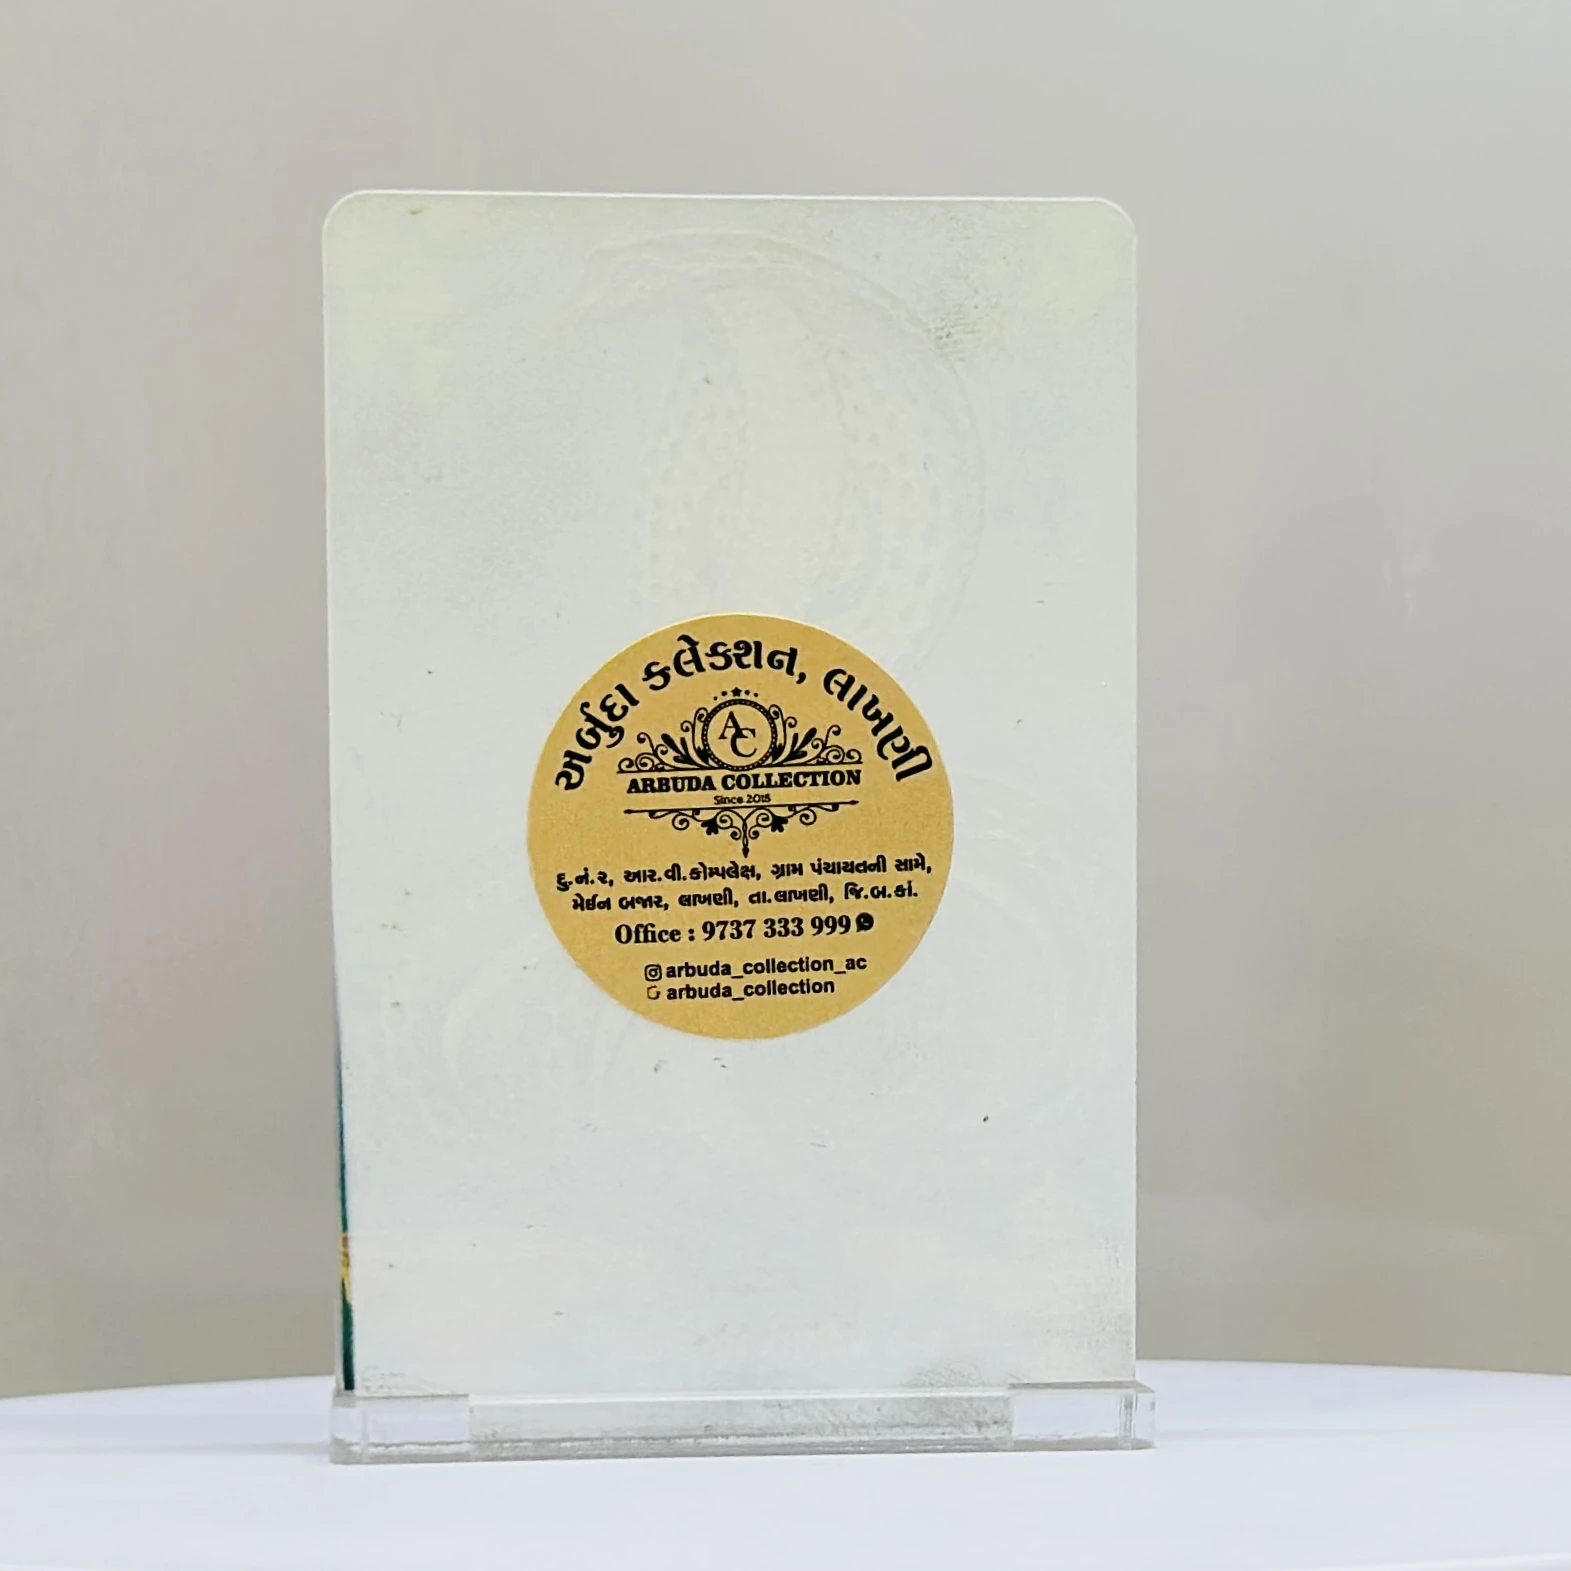 અર્બુદા કલેક્શન, લાખણી
AC
ARBUDA COLLECTION
Since 2018
દુ.નં.૨, આર.વી.કોમ્પલેક્ષ, ગ્રામ પંચાયતની સામે,
મેઈન બજાર, લાખણી, તા.લાખણી, જિ.બ.કાં.
Office : 9737 333 999
arbuda_collection_ac
arbuda_collection